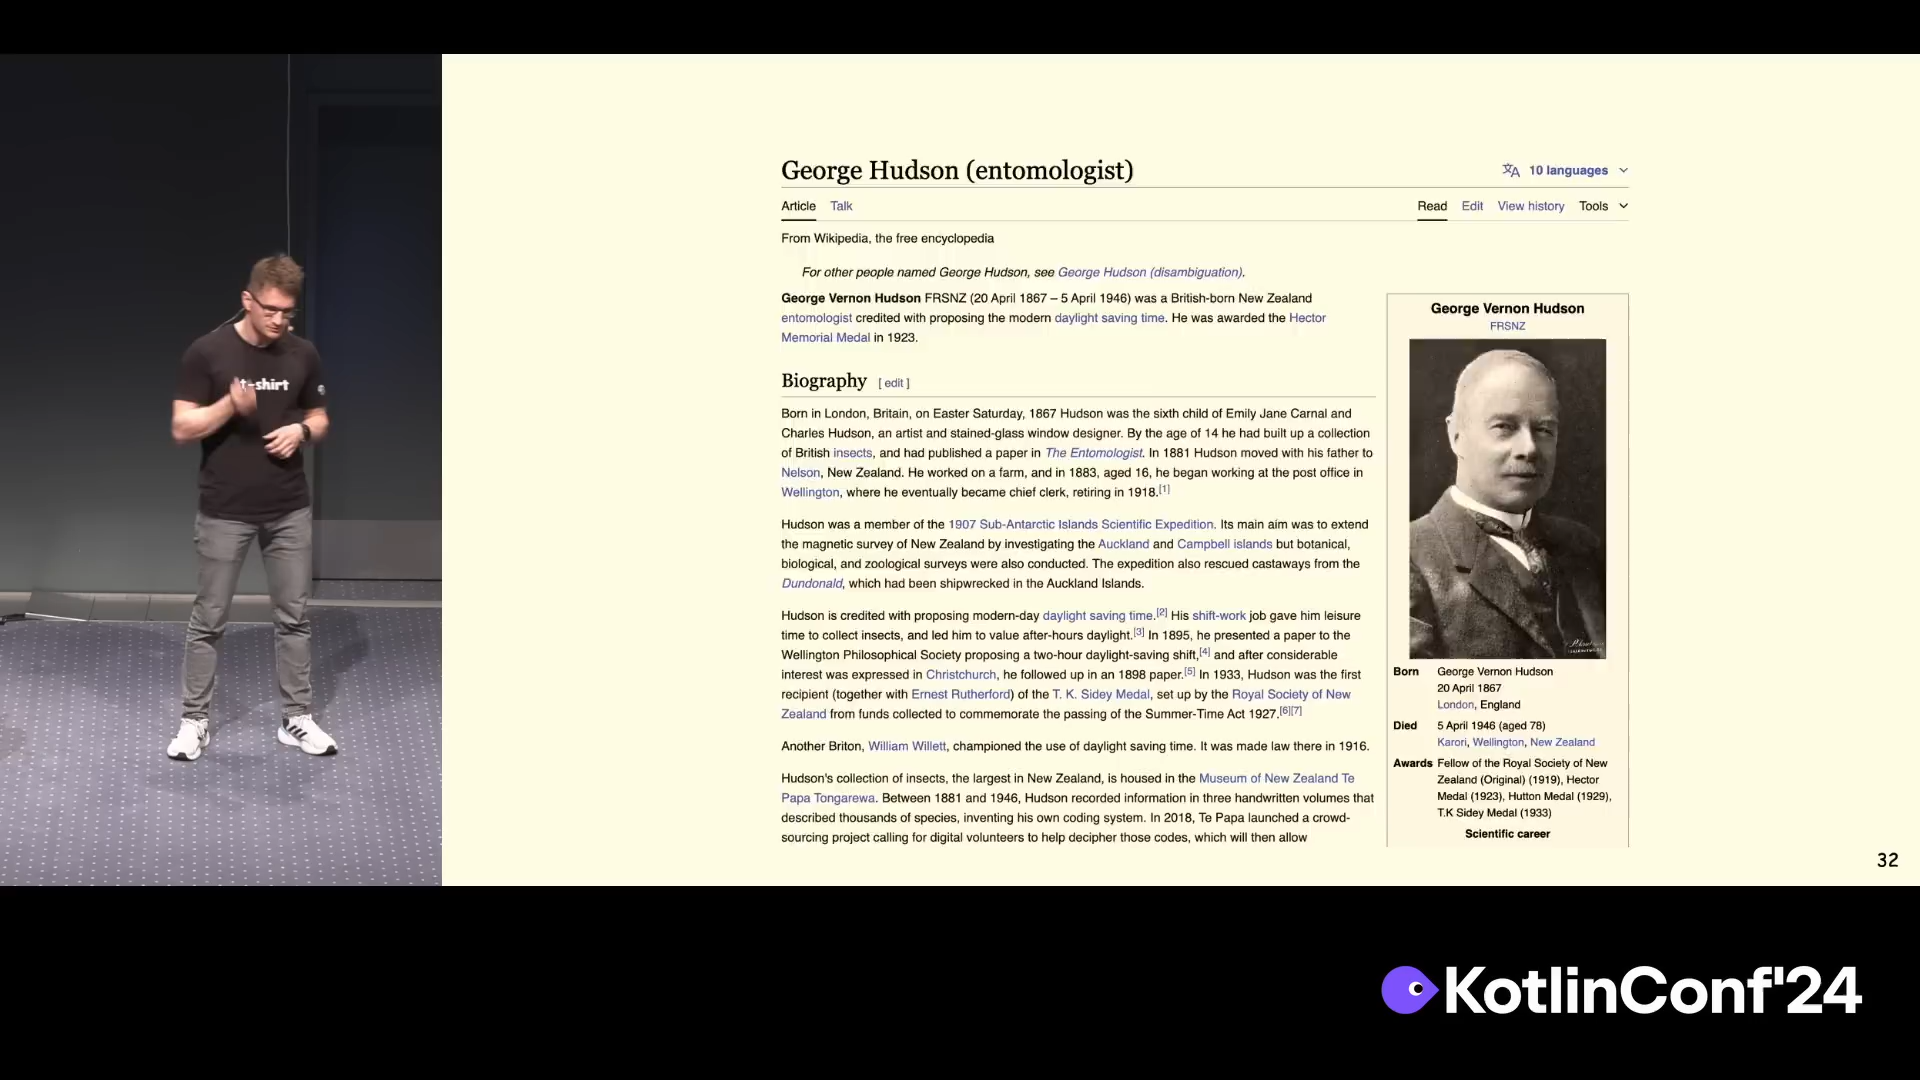 t-shirt
George Hudson (entomologist)
10 languages
Article Talk
Read Edit View history Tools
From Wikipedia, the free encyclopedia
For other people named George Hudson, see George Hudson (disambiguation).
George Vernon Hudson FRSNZ (20 April 1867 – 5 April 1946) was a British-born New Zealand
entomologist credited with proposing the modern daylight saving time. He was awarded the Hector
Memorial Medal in 1923.
Biography [ edit ]
Born in London, Britain, on Easter Saturday, 1867 Hudson was the sixth child of Emily Jane Carnal and
Charles Hudson, an artist and stained-glass window designer. By the age of 14 he had built up a collection
of British insects, and had published a paper in The Entomologist. In 1881 Hudson moved with his father to
Nelson, New Zealand. He worked on a farm, and in 1883, aged 16, he began working at the post office in
Wellington, where he eventually became chief clerk, retiring in 1918.[1]
Hudson was a member of the 1907 Sub-Antarctic Islands Scientific Expedition. Its main aim was to extend
the magnetic survey of New Zealand by investigating the Auckland and Campbell islands but botanical,
biological, and zoological surveys were also conducted. The expedition also rescued castaways from the
Dundonald, which had been shipwrecked in the Auckland Islands.
Hudson is credited with proposing modern-day daylight saving time.[2] His shift-work job gave him leisure
time to collect insects, and led him to value after-hours daylight.[3] In 1895, he presented a paper to the
Wellington Philosophical Society proposing a two-hour daylight-saving shift,[4] and after considerable
interest was expressed in Christchurch, he followed up in an 1898 paper.[5] In 1933, Hudson was the first
recipient (together with Ernest Rutherford) of the T. K. Sidey Medal, set up by the Royal Society of New
Zealand from funds collected to commemorate the passing of the Summer-Time Act 1927.[6][7]
Another Briton, William Willett, championed the use of daylight saving time. It was made law there in 1916.
Hudson's collection of insects, the largest in New Zealand, is housed in the Museum of New Zealand Te
Papa Tongarewa. Between 1881 and 1946, Hudson recorded information in three handwritten volumes that
described thousands of species, inventing his own coding system. In 2018, Te Papa launched a crowd-
sourcing project calling for digital volunteers to help decipher those codes, which will then allow
George Vernon Hudson
FRSNZ
Born George Vernon Hudson
20 April 1867
London, England
Died 5 April 1946 (aged 78)
Karori, Wellington, New Zealand
Awards Fellow of the Royal Society of New
Zealand (Original) (1919), Hector
Medal (1923), Hutton Medal (1929),
T.K Sidey Medal (1933)
Scientific career
32
KotlinConf'24